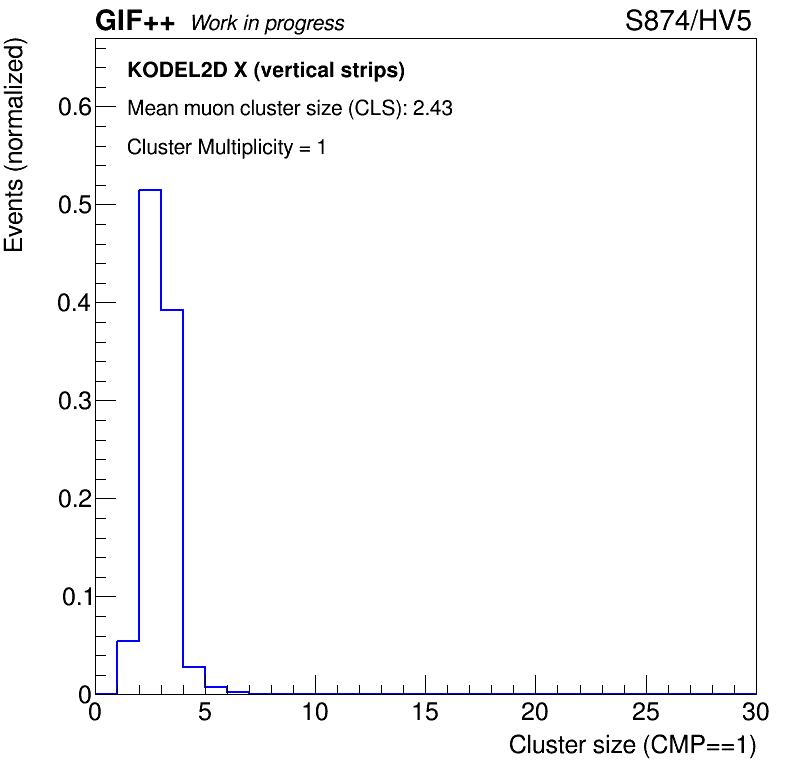 GIF++ Work in progress S874/HV5
KODEL2D X (vertical strips)
Mean muon cluster size (CLS): 2.43
Cluster Multiplicity = 1
Events (normalized)
0.6
0.5
0.4
0.3
0.2
0.1
0
0 5 10 15 20 25 30
Cluster size (CMP==1)